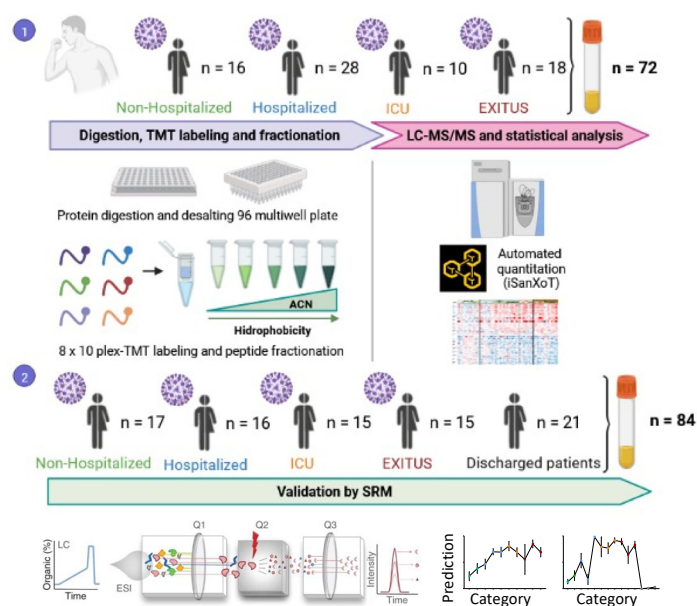 1
n = 16
n = 28
n = 10
n = 18
n = 72
Non-Hospitalized
Hospitalized
ICU
EXITUS
Digestion, TMT labeling and fractionation
LC-MS/MS and statistical analysis
Protein digestion and desalting 96 multiwell plate
Automated
quantitation
(iSanXoT)
ACN
Hidrophobicity
8 x 10 plex-TMT labeling and peptide fractionation
2
n = 17
n = 16
n = 15
n = 15
n = 21
n = 84
Non-Hospitalized
Hospitalized
ICU
EXITUS
Discharged patients
Validation by SRM
Organic (%)
LC
Time
ESI
Q1
Q2
Q3
Intensity
Time
Prediction
Category
Category